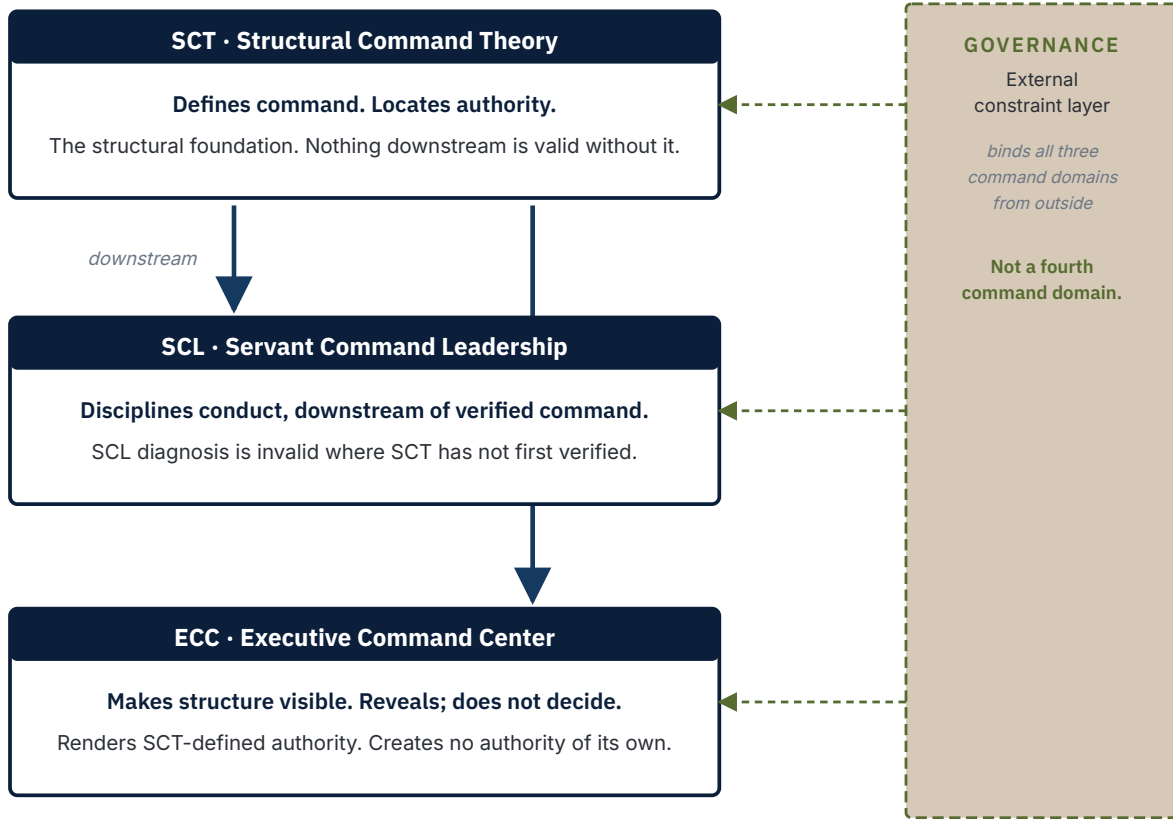 SCT · Structural Command Theory
Defines command. Locates authority.
The structural foundation. Nothing downstream is valid without it.
downstream
SCL · Servant Command Leadership
Disciplines conduct, downstream of verified command.
SCL diagnosis is invalid where SCT has not first verified.
ECC · Executive Command Center
Makes structure visible. Reveals; does not decide.
Renders SCT-defined authority. Creates no authority of its own.
GOVERNANCE
External
constraint layer
binds all three
command domains
from outside
Not a fourth
command domain.